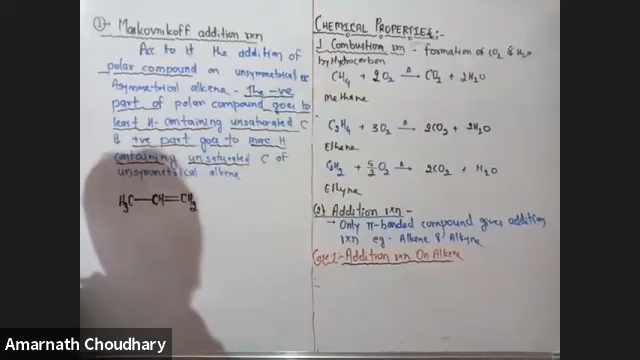 ① Markovnikoff addition rxn
Acc to it the addition of
polar compound on unsymmetrical or
Asymmetrical alkene - The -ve
part of polar compound goes to
least H- containing unsaturated C
& +ve part goes to more H
containing unsaturated C of
unsymmetrical alkene
H₃C—CH=CH₂
CHEMICAL PROPERTIES:-
1 Combustion rxn - formation of CO₂ & H₂O
by Hydrocarbon
CH₄ + 2O₂ →Δ CO₂ + 2H₂O
methane
C₂H₄ + 3O₂ →Δ 2CO₂ + 2H₂O
Ethene
C₂H₂ + 5/2 O₂ →Δ 2CO₂ + H₂O
Ethyne
(2) Addition rxn -
→ Only π-bonded compound gives addition
rxn eg- Alkene & Alkyne
Case 1:- Addition rxn On Alkene
Amarnath Choudhary